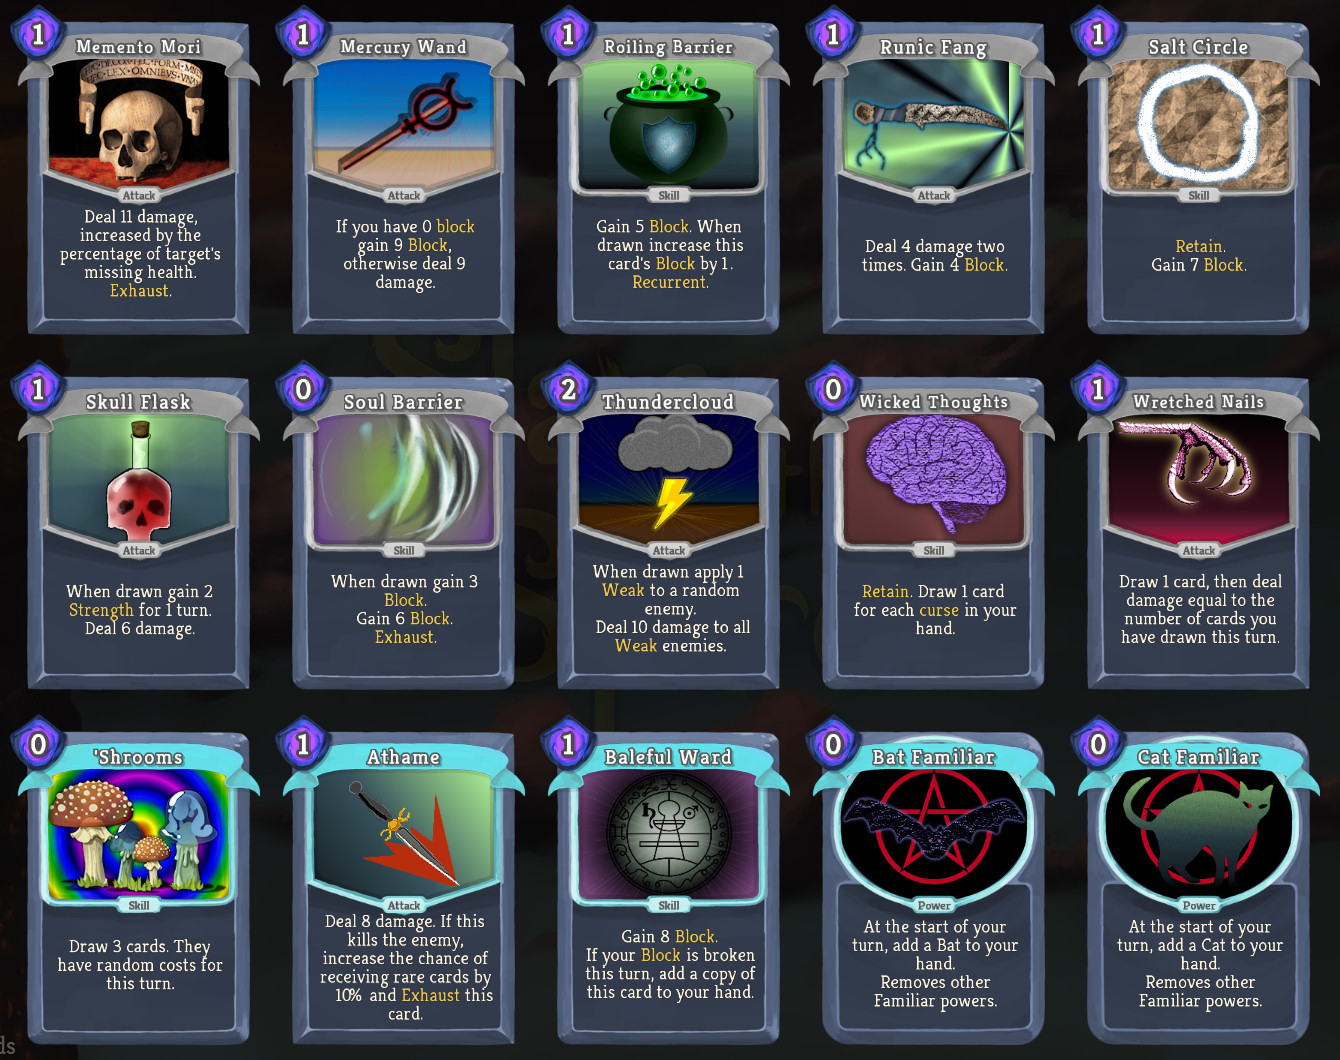 1
Memento Mori
HIC·DECORTEL·FORM·M
NEC·LEX·OMNIBVS·VNA
Attack
Deal 11 damage,
increased by the
percentage of target's
missing health.
Exhaust.
1
Mercury Wand
Attack
If you have 0 block
gain 9 Block,
otherwise deal 9
damage.
1
Roiling Barrier
Skill
Gain 5 Block. When
drawn increase this
card's Block by 1.
Recurrent.
1
Runic Fang
Attack
Deal 4 damage two
times. Gain 4 Block.
1
Salt Circle
Skill
Retain.
Gain 7 Block.
1
Skull Flask
Attack
When drawn gain 2
Strength for 1 turn.
Deal 6 damage.
0
Soul Barrier
Skill
When drawn gain 3
Block.
Gain 6 Block.
Exhaust.
2
Thundercloud
Attack
When drawn apply 1
Weak to a random
enemy.
Deal 10 damage to all
Weak enemies.
0
Wicked Thoughts
Skill
Retain. Draw 1 card
for each curse in your
hand.
1
Wretched Nails
Attack
Draw 1 card, then deal
damage equal to the
number of cards you
have drawn this turn.
0
'Shrooms
Skill
Draw 3 cards. They
have random costs for
this turn.
1
Athame
Attack
Deal 8 damage. If this
kills the enemy,
increase the chance of
receiving rare cards by
10% and Exhaust this
card.
1
Baleful Ward
Skill
Gain 8 Block.
If your Block is broken
this turn, add a copy of
this card to your hand.
0
Bat Familiar
Power
At the start of your
turn, add a Bat to your
hand.
Removes other
Familiar powers.
0
Cat Familiar
Power
At the start of your
turn, add a Cat to your
hand.
Removes other
Familiar powers.
ds